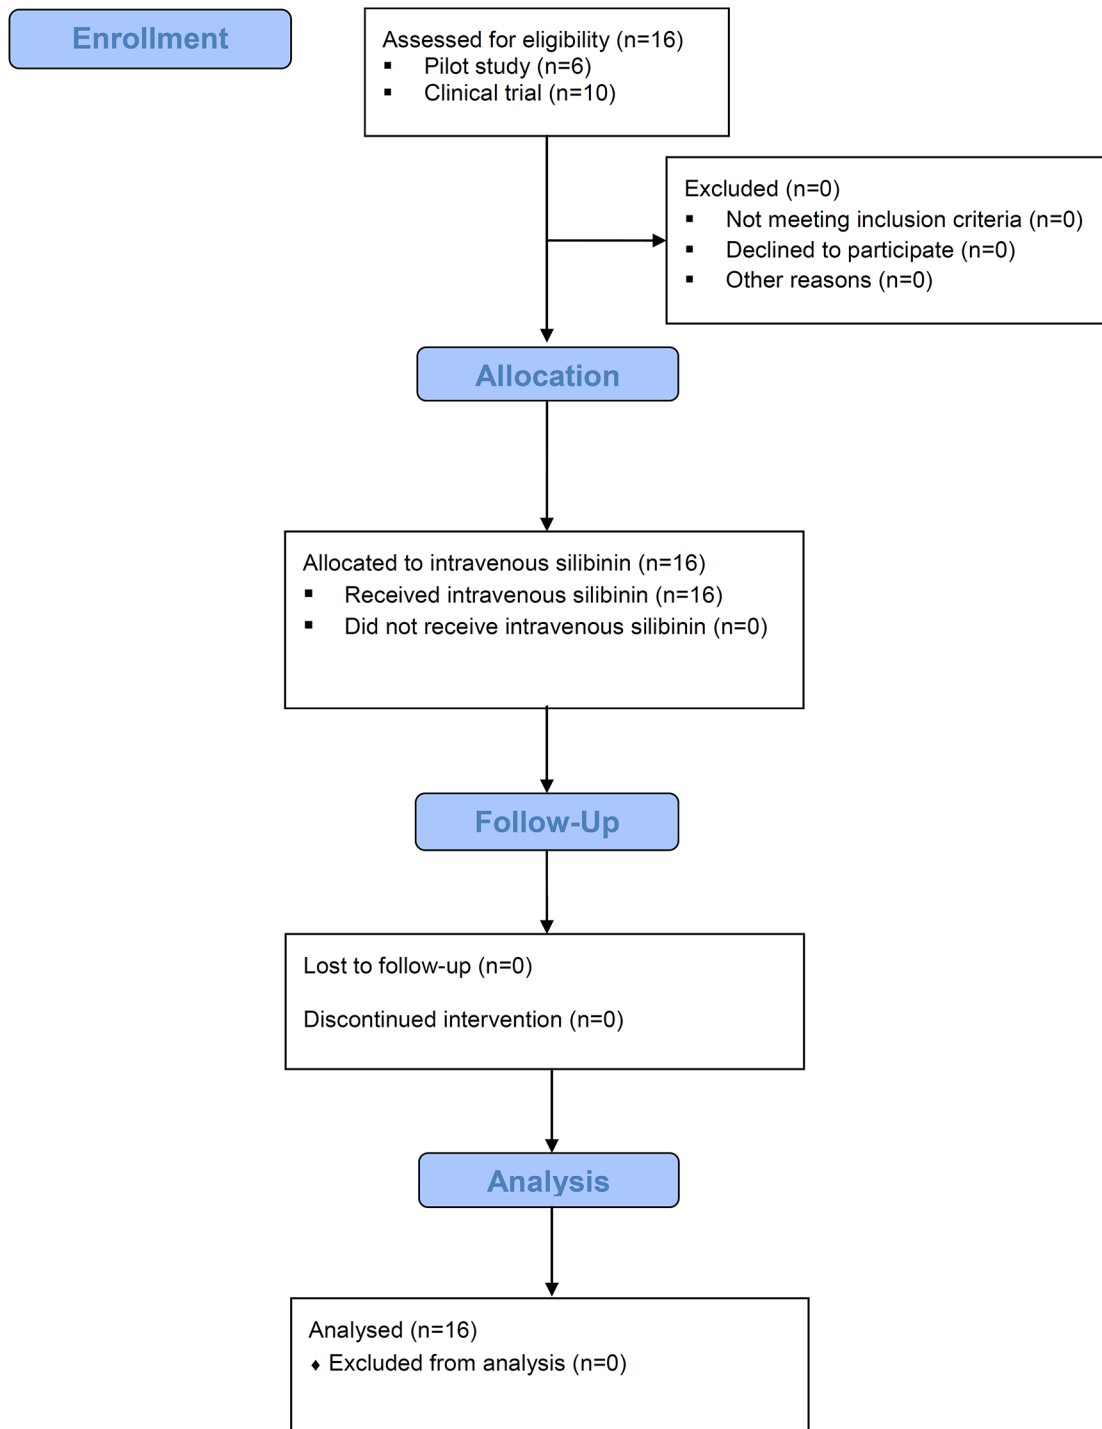 Enrollment
Assessed for eligibility (n=16)
▪ Pilot study (n=6)
▪ Clinical trial (n=10)
Excluded (n=0)
▪ Not meeting inclusion criteria (n=0)
▪ Declined to participate (n=0)
▪ Other reasons (n=0)
Allocation
Allocated to intravenous silibinin (n=16)
▪ Received intravenous silibinin (n=16)
▪ Did not receive intravenous silibinin (n=0)
Follow-Up
Lost to follow-up (n=0)
Discontinued intervention (n=0)
Analysis
Analysed (n=16)
♦ Excluded from analysis (n=0)